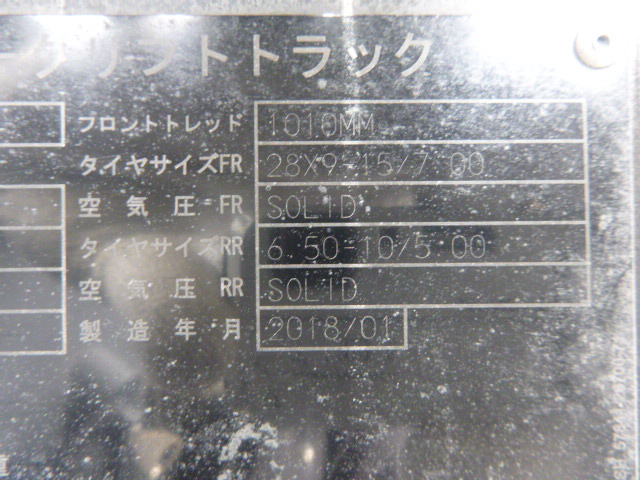 ークリフトトラック
フロントトレッド 1010MM
タイヤサイズFR 28X9-15/7.00
空気圧 FR SOLID
タイヤサイズRR 6.50-10/5.00
空気圧 RR SOLID
製造年月 2018/01